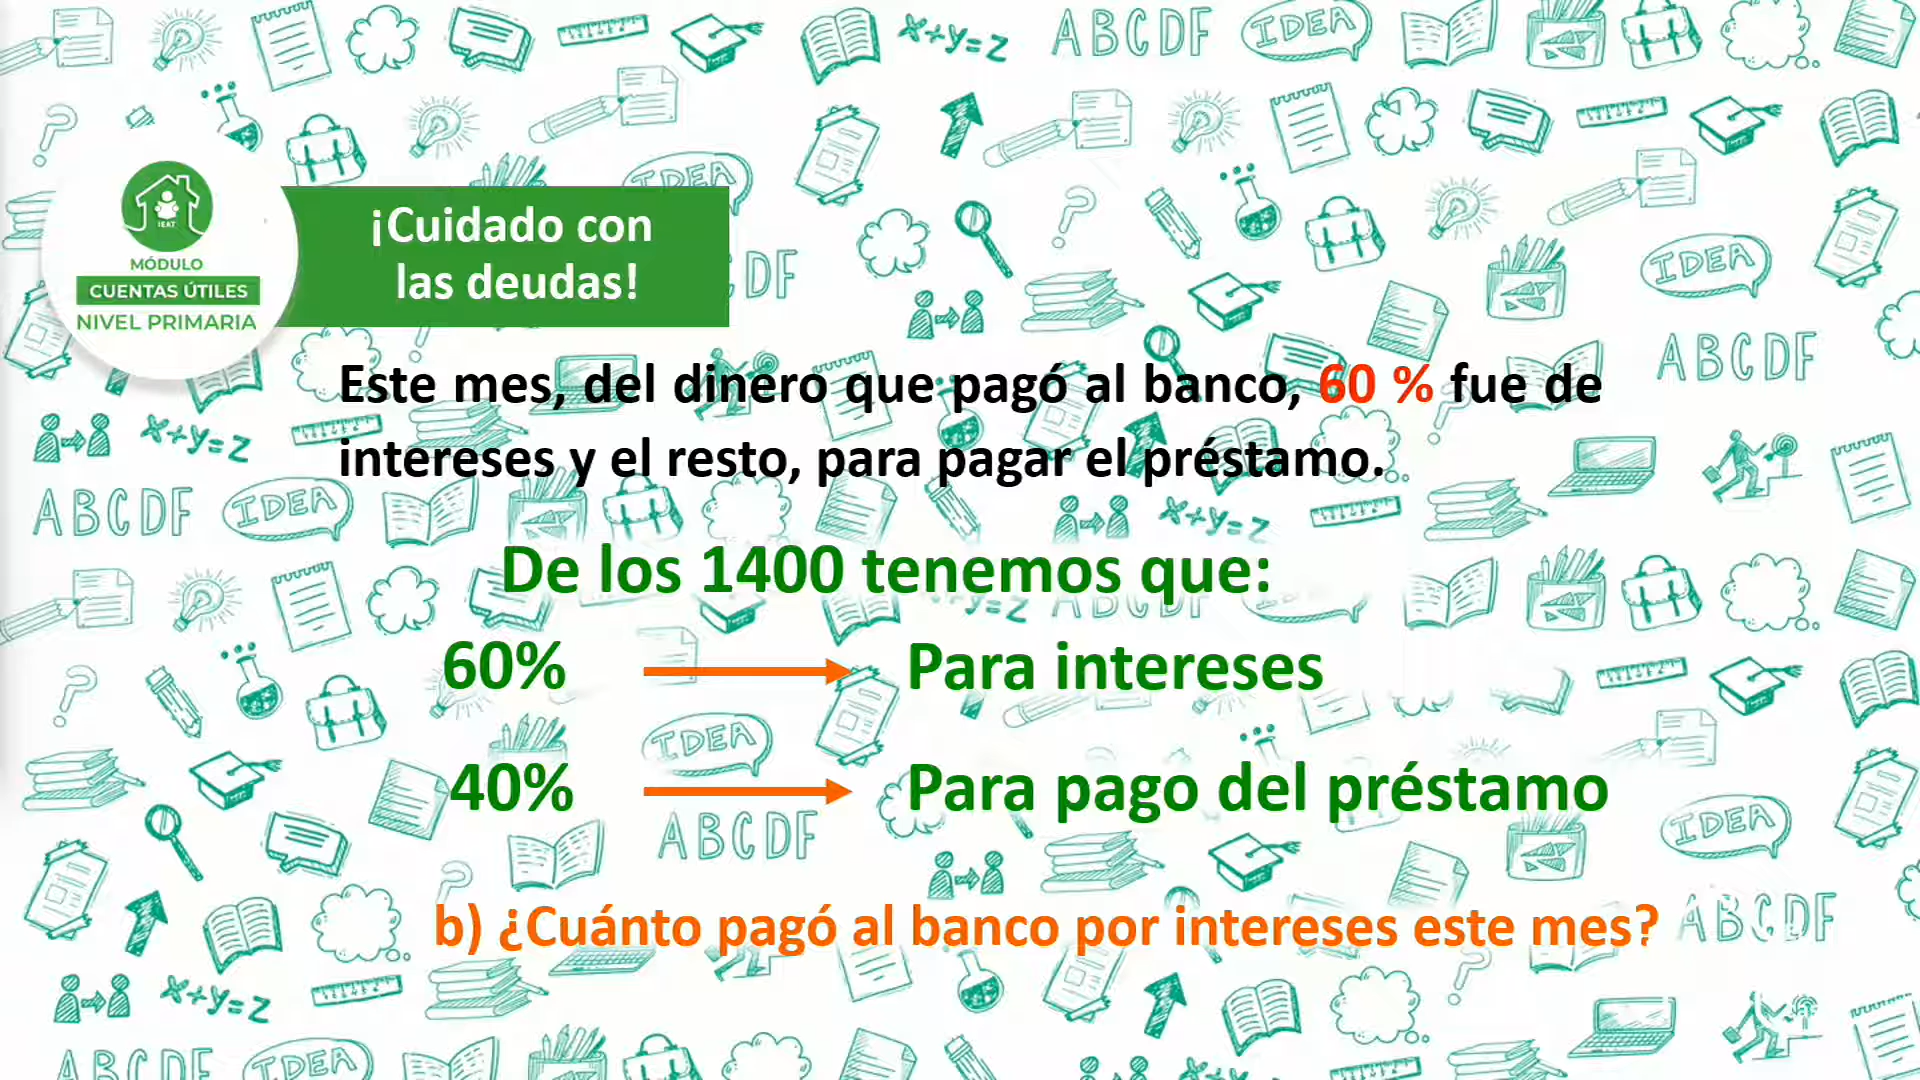 IEAT
MÓDULO
CUENTAS ÚTILES
NIVEL PRIMARIA
¡Cuidado con
las deudas!
Este mes, del dinero que pagó al banco, 60 % fue de
intereses y el resto, para pagar el préstamo.
De los 1400 tenemos que:
60%
Para intereses
40%
Para pago del préstamo
b) ¿Cuánto pagó al banco por intereses este mes?